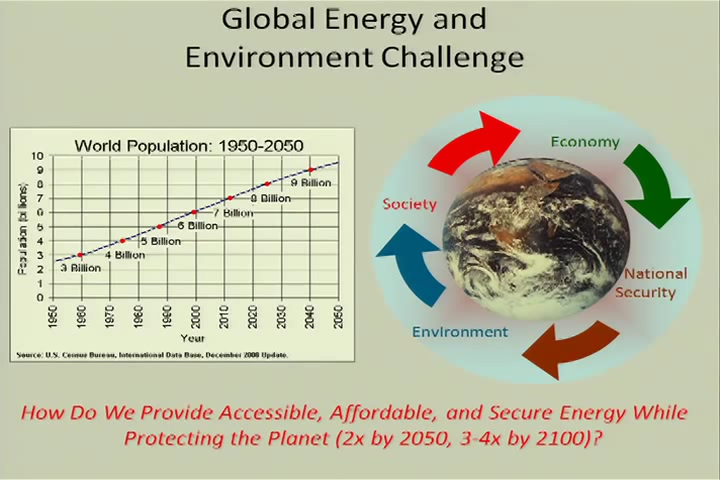 Global Energy and
Environment Challenge
World Population: 1950-2050
Population (billions)
10
9
8
7
6
5
4
3
2
1
0
3 Billion
4 Billion
5 Billion
6 Billion
7 Billion
8 Billion
9 Billion
1950
1960
1970
1980
1990
2000
2010
2020
2030
2040
2050
Year
Source: U.S. Census Bureau, International Data Base, December 2008 Update.
Economy
Society
National
Security
Environment
How Do We Provide Accessible, Affordable, and Secure Energy While
Protecting the Planet (2x by 2050, 3-4x by 2100)?